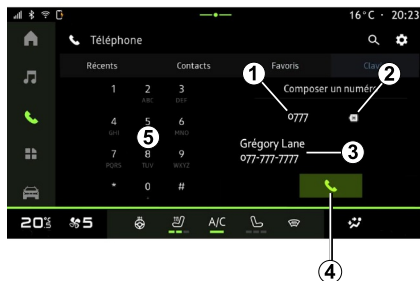 16°C · 20:23
Téléphone
Récents Contacts Favoris Clav
1 2 3
ABC DEF
Composer un numéro
1 2
0777
4 5 6
GHI MNO
5
Grégory Lane
077-777-7777
3
7 8 9
PQRS TUV WXYZ
* 0 #
20.5 5 A/C
4